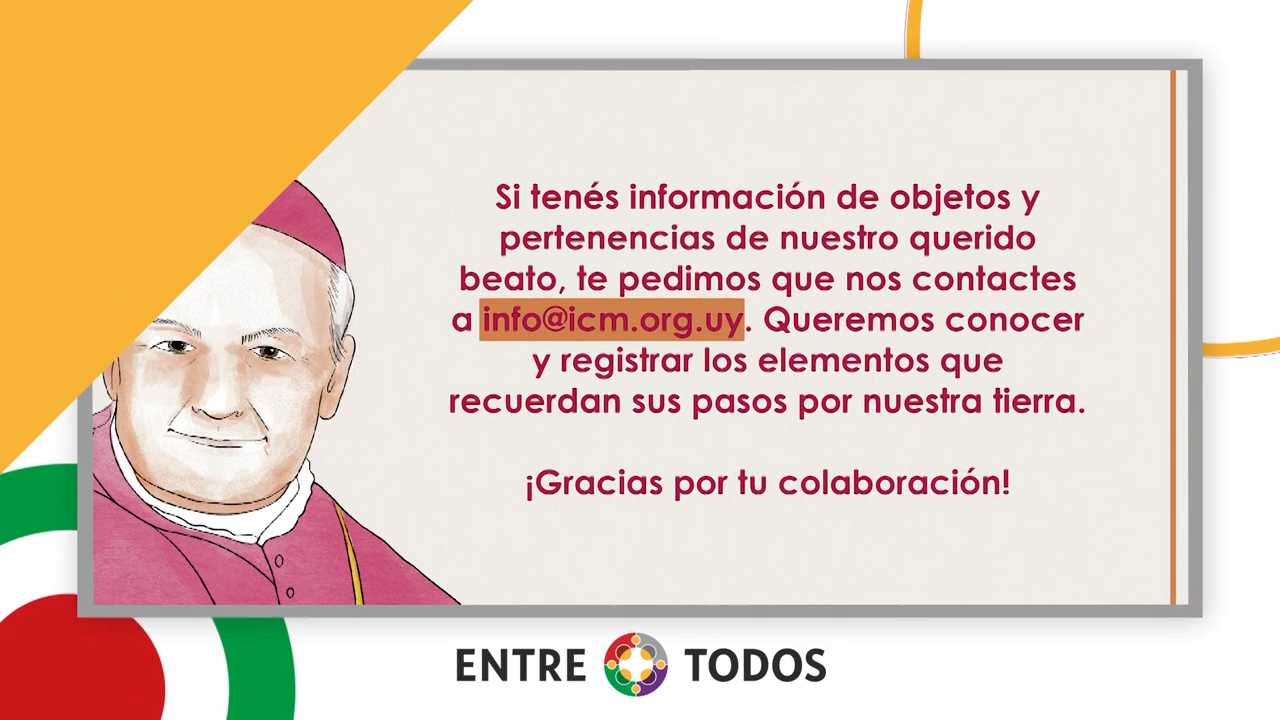 Si tenés información de objetos y
pertenencias de nuestro querido
beato, te pedimos que nos contactes
a info@icm.org.uy. Queremos conocer
y registrar los elementos que
recuerdan sus pasos por nuestra tierra.
¡Gracias por tu colaboración!
ENTRE TODOS